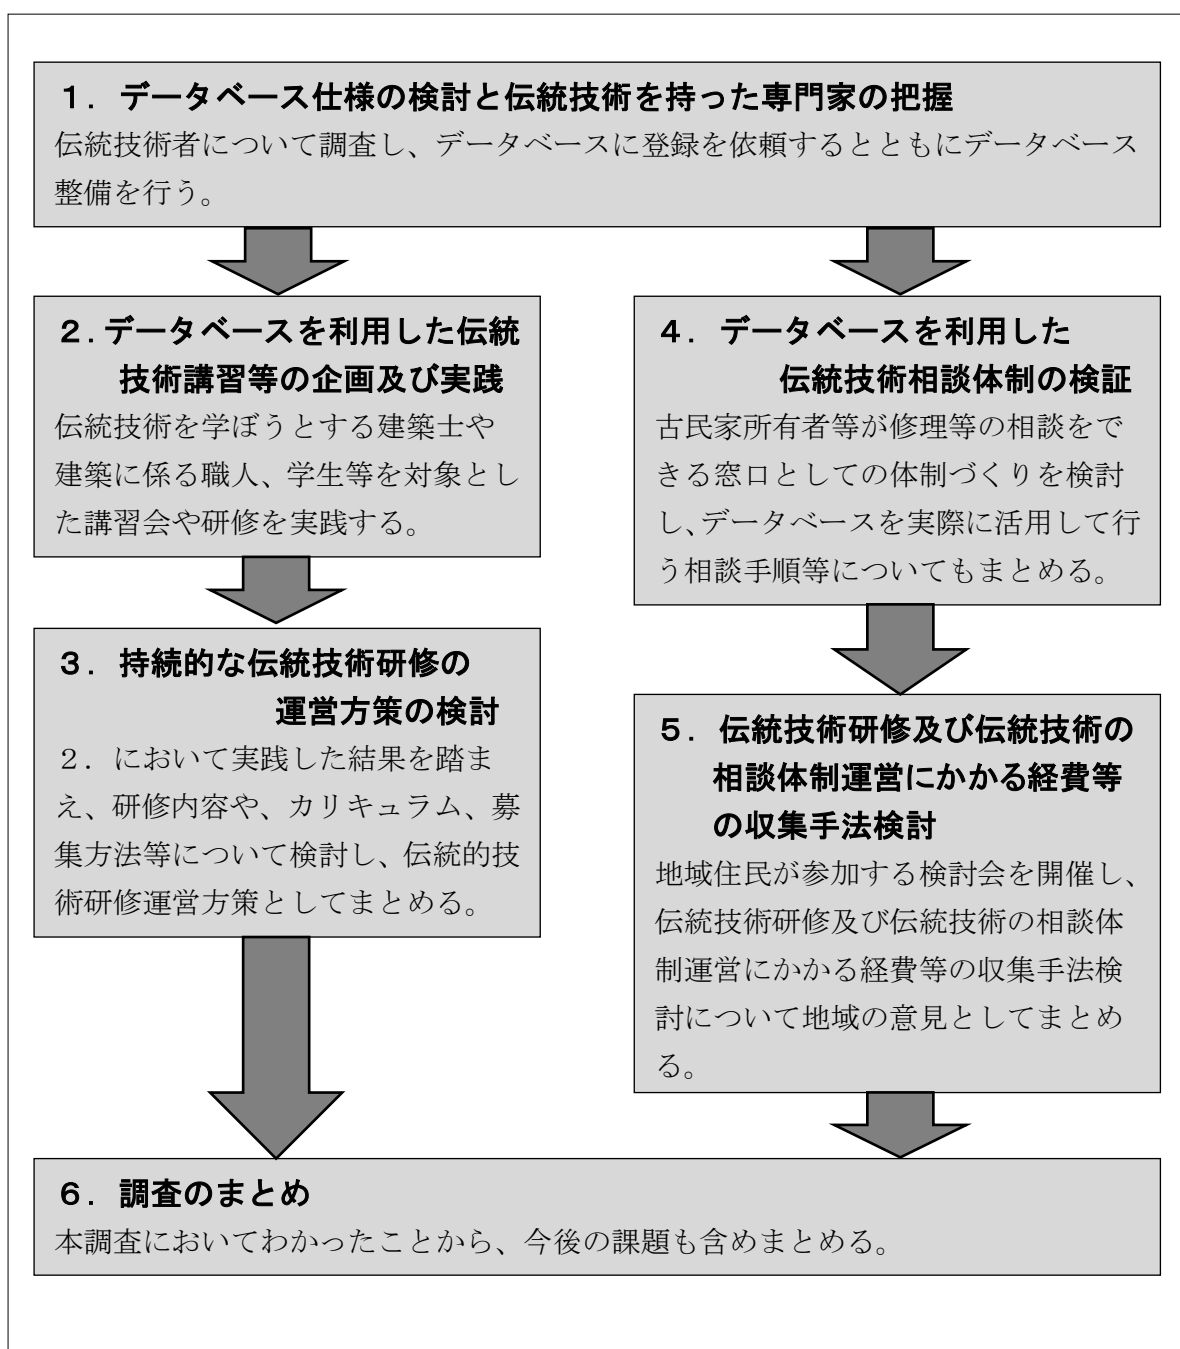 １．データベース仕様の検討と伝統技術を持った専門家の把握
伝統技術者について調査し、データベースに登録を依頼するとともにデータベース
整備を行う。
２．データベースを利用した伝統
技術講習等の企画及び実践
伝統技術を学ぼうとする建築士や
建築に係る職人、学生等を対象とし
た講習会や研修を実践する。
３．持続的な伝統技術研修の
運営方策の検討
２．において実践した結果を踏ま
え、研修内容や、カリキュラム、募
集方法等について検討し、伝統的技
術研修運営方策としてまとめる。
４．データベースを利用した
伝統技術相談体制の検証
古民家所有者等が修理等の相談をで
きる窓口としての体制づくりを検討
し、データベースを実際に活用して行
う相談手順等についてもまとめる。
５．伝統技術研修及び伝統技術の
相談体制運営にかかる経費等
の収集手法検討
地域住民が参加する検討会を開催し、
伝統技術研修及び伝統技術の相談体
制運営にかかる経費等の収集手法検
討について地域の意見としてまとめ
る。
６．調査のまとめ
本調査においてわかったことから、今後の課題も含めまとめる。